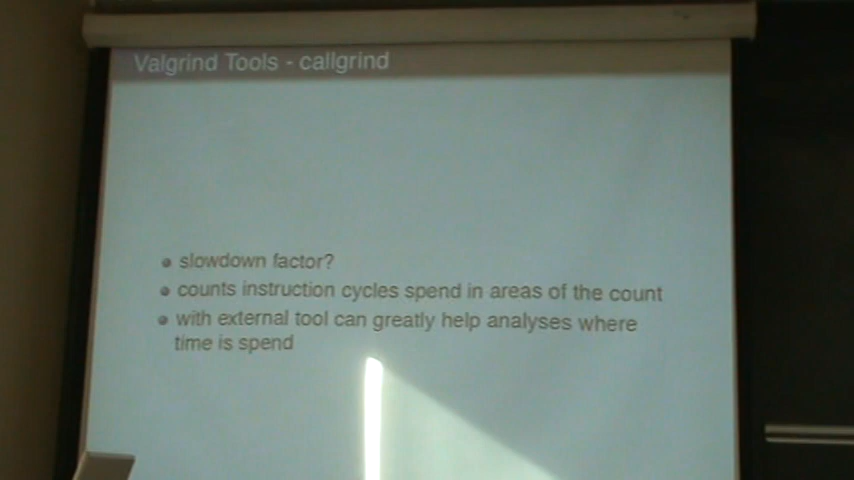 Valgrind Tools - callgrind
slowdown factor?
counts instruction cycles spend in areas of the count
with external tool can greatly help analyses where
time is spend